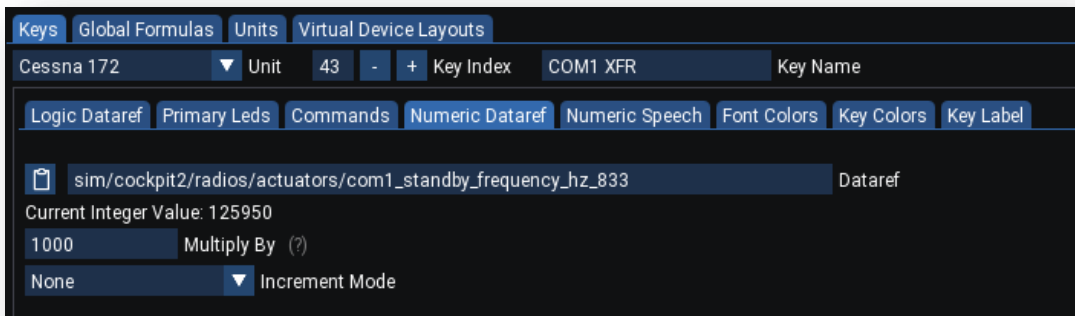 Keys Global Formulas Units Virtual Device Layouts
Cessna 172 Unit 43 - + Key Index COM1 XFR Key Name
Logic Dataref Primary Leds Commands Numeric Dataref Numeric Speech Font Colors Key Colors Key Label
sim/cockpit2/radios/actuators/com1_standby_frequency_hz_833 Dataref
Current Integer Value: 125950
1000 Multiply By (?)
None Increment Mode